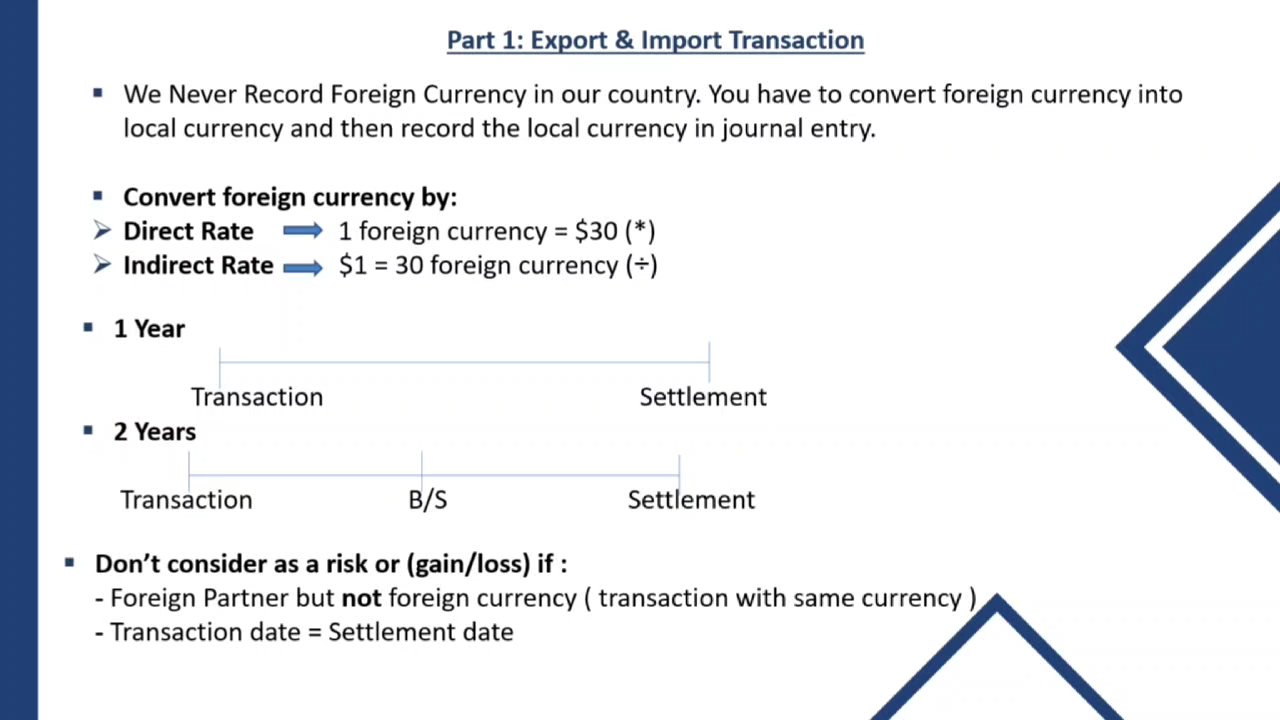 Part 1: Export & Import Transaction
▪ We Never Record Foreign Currency in our country. You have to convert foreign currency into
local currency and then record the local currency in journal entry.
▪ Convert foreign currency by:
➢ Direct Rate ⇒ 1 foreign currency = $30 (*)
➢ Indirect Rate ⇒ $1 = 30 foreign currency (÷)
▪ 1 Year
Transaction Settlement
▪ 2 Years
Transaction B/S Settlement
▪ Don’t consider as a risk or (gain/loss) if :
- Foreign Partner but not foreign currency ( transaction with same currency )
- Transaction date = Settlement date